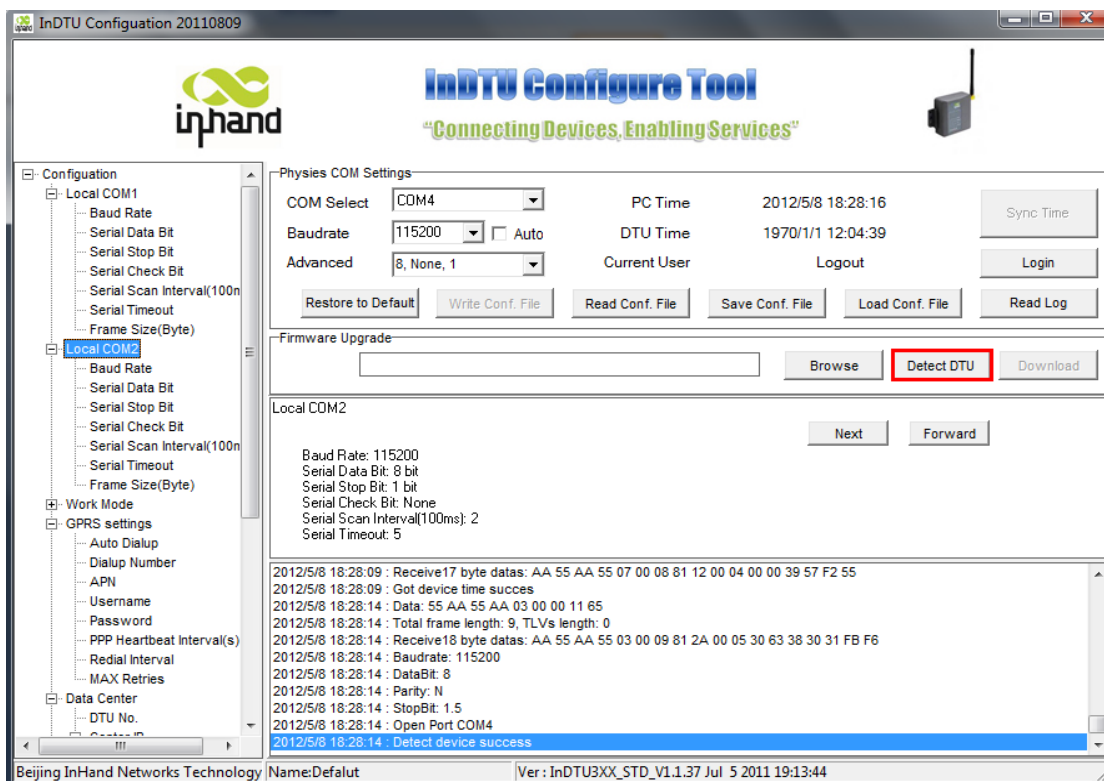 InDTU Configuation 20110809
inhand
InDTU Configure Tool
"Connecting Devices, Enabling Services"
Configuation
Local COM1
Baud Rate
Serial Data Bit
Serial Stop Bit
Serial Check Bit
Serial Scan Interval(100n
Serial Timeout
Frame Size(Byte)
Local COM2
Baud Rate
Serial Data Bit
Serial Stop Bit
Serial Check Bit
Serial Scan Interval(100n
Serial Timeout
Frame Size(Byte)
Work Mode
GPRS settings
Auto Dialup
Dialup Number
APN
Username
Password
PPP Heartbeat Interval(s)
Redial Interval
MAX Retries
Data Center
DTU No.
Physies COM Settings
COM Select COM4 PC Time 2012/5/8 18:28:16 Sync Time
Baudrate 115200 Auto DTU Time 1970/1/1 12:04:39
Advanced 8, None, 1 Current User Logout Login
Restore to Default Write Conf. File Read Conf. File Save Conf. File Load Conf. File Read Log
Firmware Upgrade
Browse Detect DTU Download
Local COM2
Next Forward
Baud Rate: 115200
Serial Data Bit: 8 bit
Serial Stop Bit: 1 bit
Serial Check Bit: None
Serial Scan Interval(100ms): 2
Serial Timeout: 5
2012/5/8 18:28:09 : Receive17 byte datas: AA 55 AA 55 07 00 08 81 12 00 04 00 00 39 57 F2 55
2012/5/8 18:28:09 : Got device time succes
2012/5/8 18:28:14 : Data: 55 AA 55 AA 03 00 00 11 65
2012/5/8 18:28:14 : Total frame length: 9, TLVs length: 0
2012/5/8 18:28:14 : Receive18 byte datas: AA 55 AA 55 03 00 09 81 2A 00 05 30 63 38 30 31 FB F6
2012/5/8 18:28:14 : Baudrate: 115200
2012/5/8 18:28:14 : DataBit: 8
2012/5/8 18:28:14 : Parity: N
2012/5/8 18:28:14 : StopBit: 1.5
2012/5/8 18:28:14 : Open Port COM4
2012/5/8 18:28:14 : Detect device success
Beijing InHand Networks Technology Name:Defalut Ver : InDTU3XX_STD_V1.1.37 Jul 5 2011 19:13:44